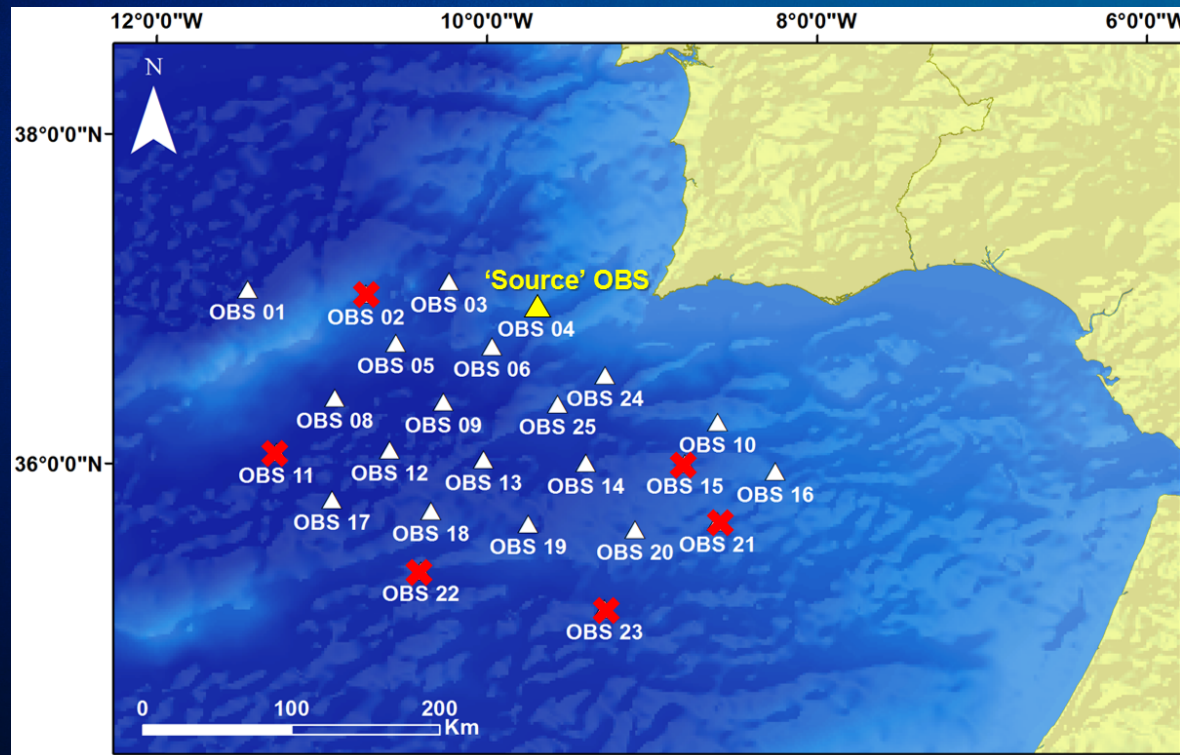 12°0'0"W 10°0'0"W 8°0'0"W 6°0'0"W
N
38°0'0"N
'Source' OBS
OBS 01
OBS 02
OBS 03
OBS 04
OBS 05
OBS 06
OBS 24
OBS 08
OBS 09
OBS 25
OBS 10
36°0'0"N
OBS 11
OBS 12
OBS 13
OBS 14
OBS 15
OBS 16
OBS 17
OBS 18
OBS 19
OBS 20
OBS 21
OBS 22
OBS 23
0 100 200
Km